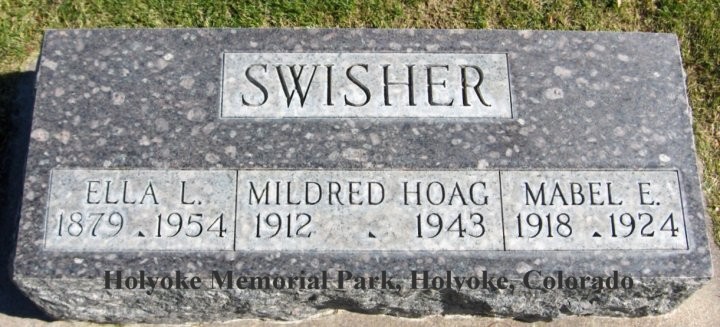 SWISHER
ELLA L. MILDRED HOAG MABEL E.
1879 . 1954 1912 . 1943 1918 . 1924
Holyoke Memorial Park, Holyoke, Colorado